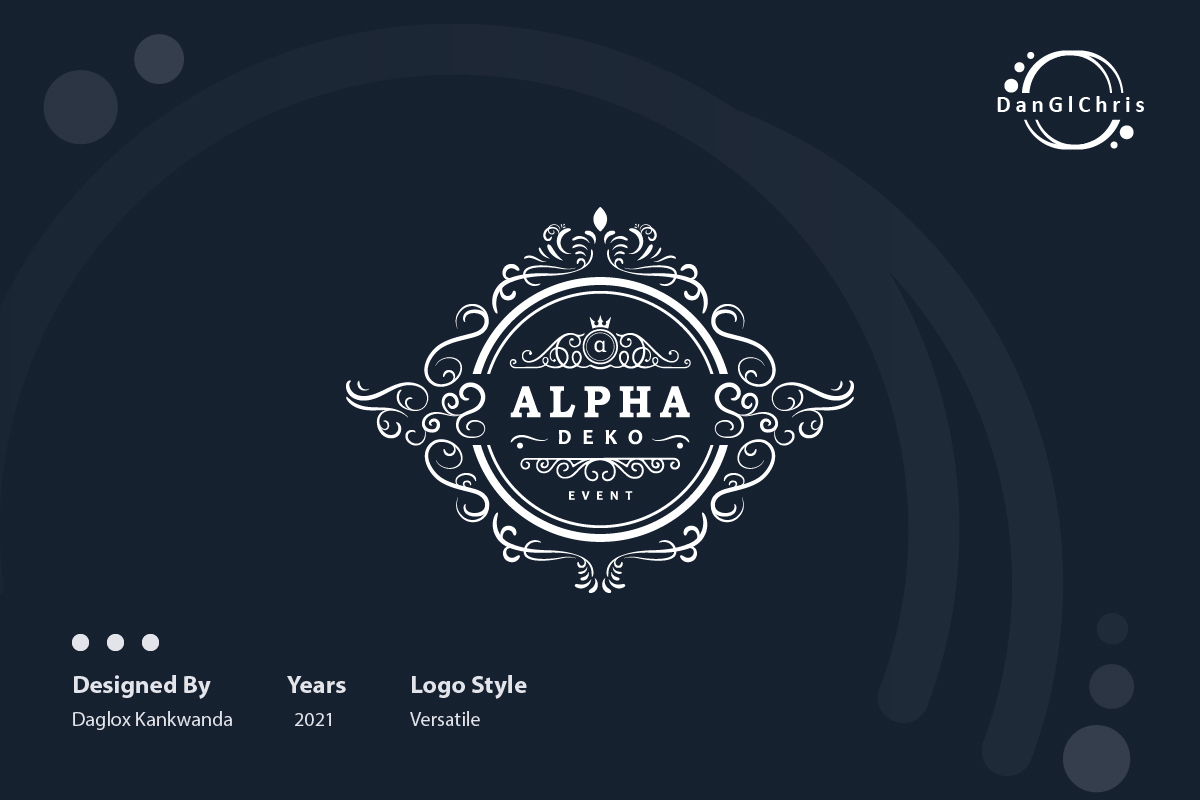 DanGlChris
a
ALPHA
DEKO
EVENT
Designed By
Daglox Kankwanda
Years
2021
Logo Style
Versatile